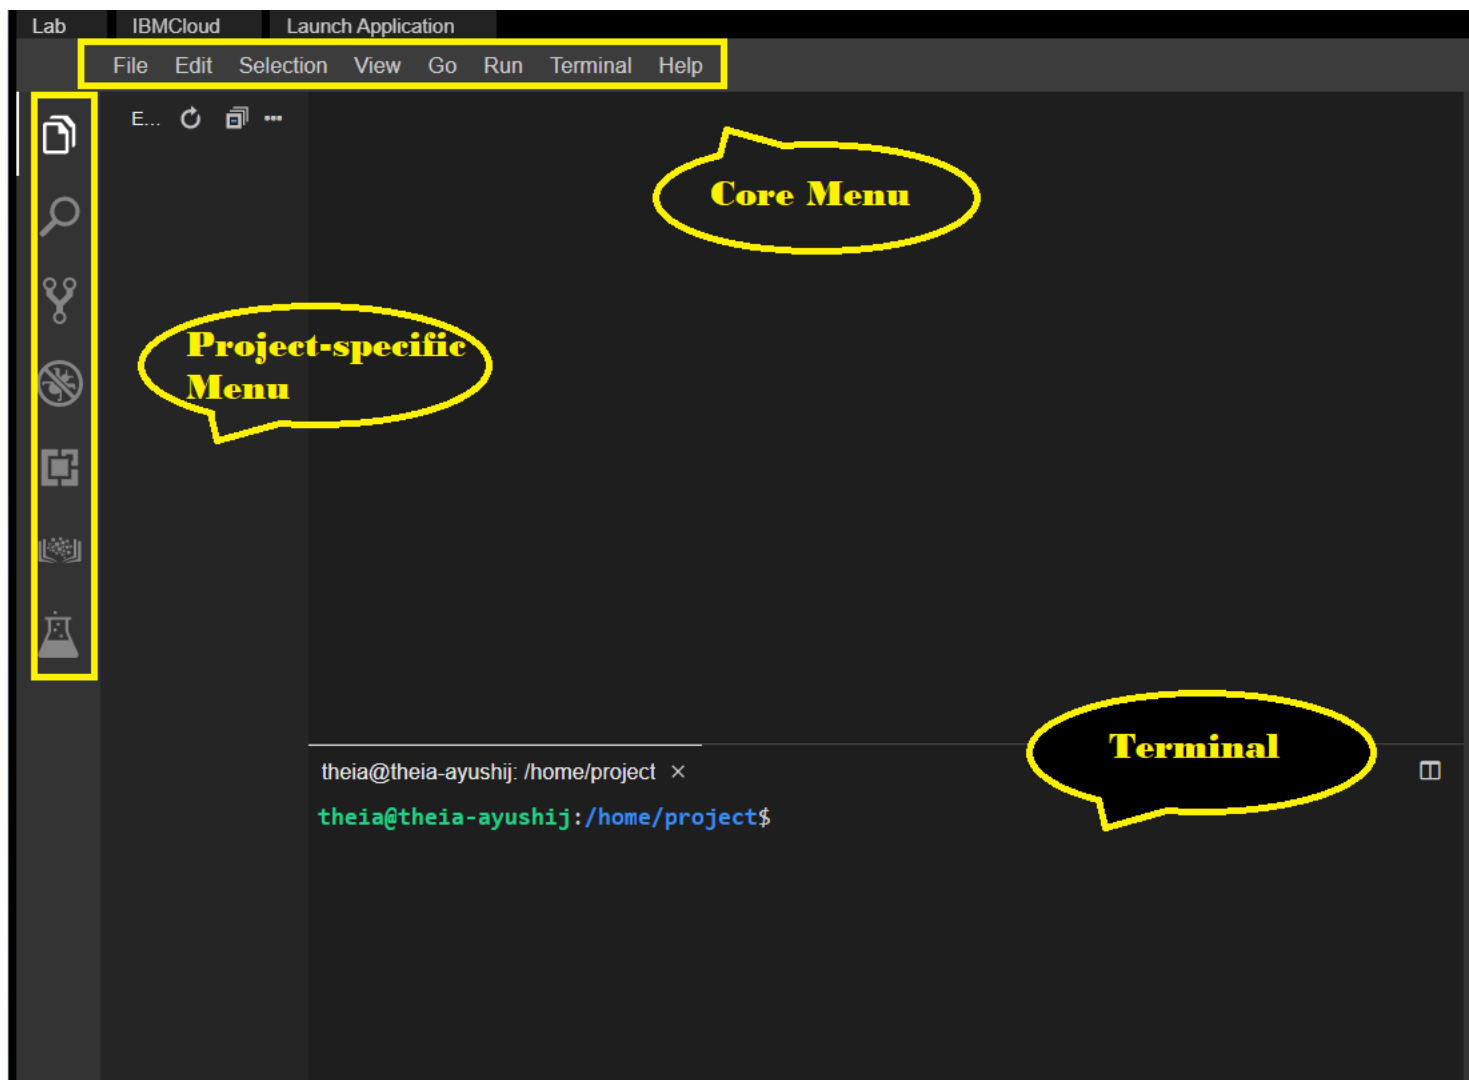 Lab IBMCloud Launch Application
File Edit Selection View Go Run Terminal Help
E...
Core Menu
Project-specific
Menu
Terminal
theia@theia-ayushij: /home/project ×
theia@theia-ayushij:/home/project$